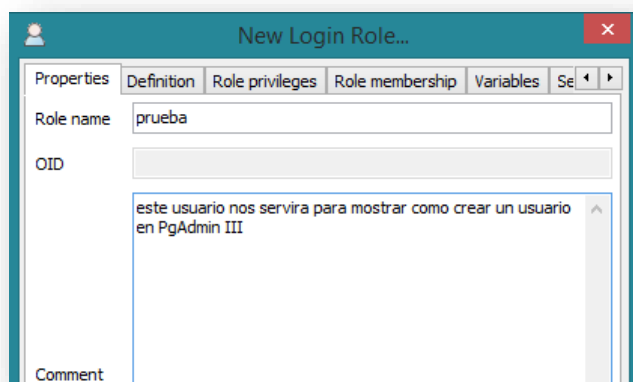 New Login Role...
Properties Definition Role privileges Role membership Variables Se
Role name prueba
OID
este usuario nos servira para mostrar como crear un usuario
en PgAdmin III
Comment